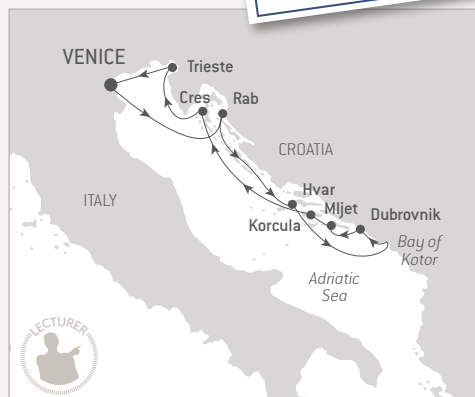 VENICE
Trieste
Cres
Rab
CROATIA
ITALY
Hvar
Mljet
Korcula
Dubrovnik
Bay of
Kotor
Adriatic
Sea
LECTURER